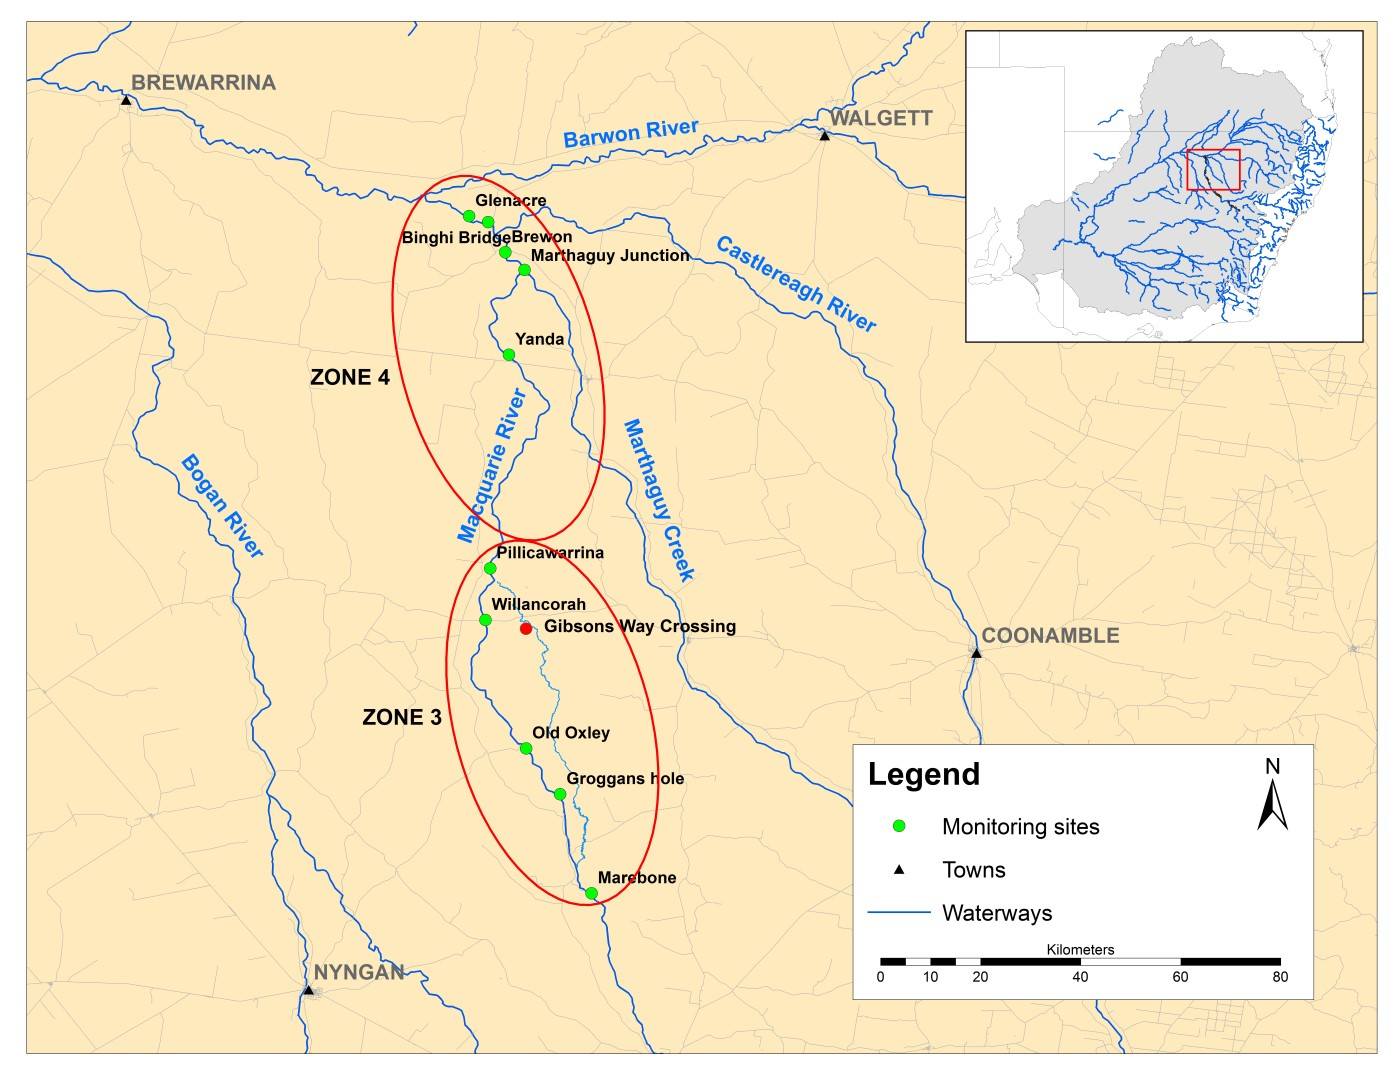 BREWARRINA
WALGETT
Barwon River
Glenacre
Binghi Bridge
Brewon
Marthaguy Junction
Castlereagh River
Yanda
ZONE 4
Macquarie River
Marthaguy Creek
Bogan River
Pillicawarrina
Willancorah
Gibsons Way Crossing
COONAMBLE
ZONE 3
Old Oxley
Groggans hole
Marebone
NYNGAN
Legend
N
Monitoring sites
Towns
Waterways
Kilometers
0 10 20 40 60 80